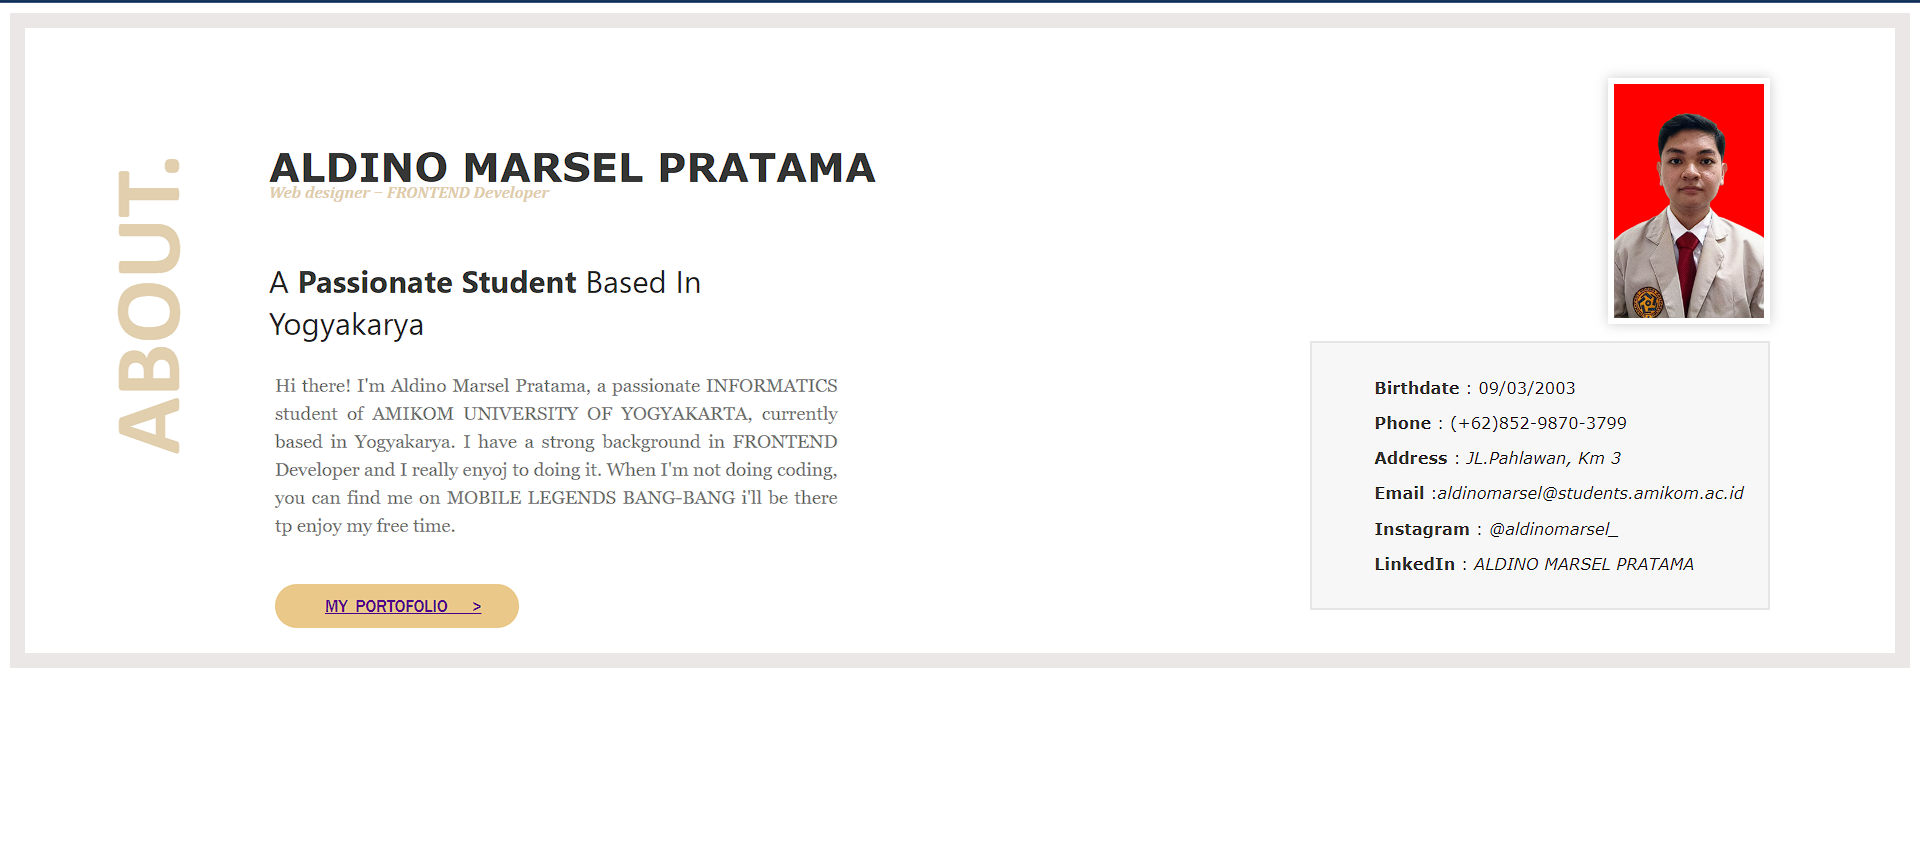 ABOUT.
ALDINO MARSEL PRATAMA
Web designer – FRONTEND Developer
A Passionate Student Based In
Yogyakarya
Hi there! I'm Aldino Marsel Pratama, a passionate INFORMATICS
student of AMIKOM UNIVERSITY OF YOGYAKARTA, currently
based in Yogyakarya. I have a strong background in FRONTEND
Developer and I really enyoj to doing it. When I'm not doing coding,
you can find me on MOBILE LEGENDS BANG-BANG i'll be there
tp enjoy my free time.
MY PORTOFOLIO >
Birthdate : 09/03/2003
Phone : (+62)852-9870-3799
Address : JL.Pahlawan, Km 3
Email :aldinomarsel@students.amikom.ac.id
Instagram : @aldinomarsel_
LinkedIn : ALDINO MARSEL PRATAMA